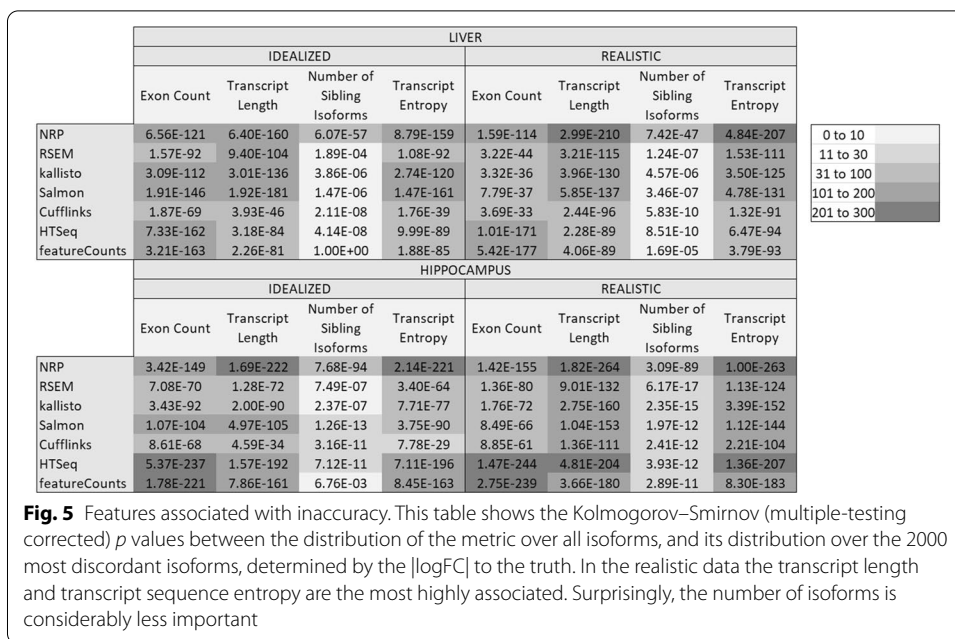 LIVER
IDEALIZED REALISTIC
Exon Count Transcript Length Number of Sibling Isoforms Transcript Entropy Exon Count Transcript Length Number of Sibling Isoforms Transcript Entropy
NRP 6.56E-121 6.40E-160 6.07E-57 8.79E-159 1.59E-114 2.99E-210 7.42E-47 4.84E-207
RSEM 1.57E-92 9.40E-104 1.89E-04 1.08E-92 3.22E-44 3.21E-115 1.24E-07 1.53E-111
kallisto 3.09E-112 3.01E-136 3.86E-06 2.74E-120 3.32E-36 3.96E-130 4.57E-06 3.50E-125
Salmon 1.91E-146 1.92E-181 1.47E-06 1.47E-161 7.79E-37 5.85E-137 3.46E-07 4.78E-131
Cufflinks 1.87E-69 3.93E-46 2.11E-08 1.76E-39 3.69E-33 2.44E-96 5.83E-10 1.32E-91
HTSeq 7.33E-162 3.18E-84 4.14E-08 9.99E-89 1.01E-171 2.28E-89 8.51E-10 6.47E-94
featureCounts 3.21E-163 2.26E-81 1.00E+00 1.88E-85 5.42E-177 4.06E-89 1.69E-05 3.79E-93
HIPPOCAMPUS
IDEALIZED REALISTIC
Exon Count Transcript Length Number of Sibling Isoforms Transcript Entropy Exon Count Transcript Length Number of Sibling Isoforms Transcript Entropy
NRP 3.42E-149 1.69E-222 7.68E-94 2.14E-221 1.42E-155 1.82E-264 3.09E-89 1.00E-263
RSEM 7.08E-70 1.28E-72 7.49E-07 3.40E-64 1.36E-80 9.01E-132 6.17E-17 1.13E-124
kallisto 3.43E-92 2.00E-90 2.37E-07 7.71E-77 1.76E-72 2.75E-160 2.35E-15 3.39E-152
Salmon 1.07E-104 4.97E-105 1.26E-13 3.75E-90 8.49E-66 1.04E-153 1.97E-12 1.12E-144
Cufflinks 8.61E-68 4.59E-34 3.16E-11 7.78E-29 8.85E-61 1.36E-111 2.41E-12 2.21E-104
HTSeq 5.37E-237 1.57E-192 7.12E-11 7.11E-196 1.47E-244 4.81E-204 3.93E-12 1.36E-207
featureCounts 1.78E-221 7.86E-161 6.76E-03 8.45E-163 2.75E-239 3.66E-180 2.89E-11 8.30E-183
0 to 10
11 to 30
31 to 100
101 to 200
201 to 300
Fig. 5 Features associated with inaccuracy. This table shows the Kolmogorov–Smirnov (multiple-testing
corrected) p values between the distribution of the metric over all isoforms, and its distribution over the 2000
most discordant isoforms, determined by the |logFC| to the truth. In the realistic data the transcript length
and transcript sequence entropy are the most highly associated. Surprisingly, the number of isoforms is
considerably less important